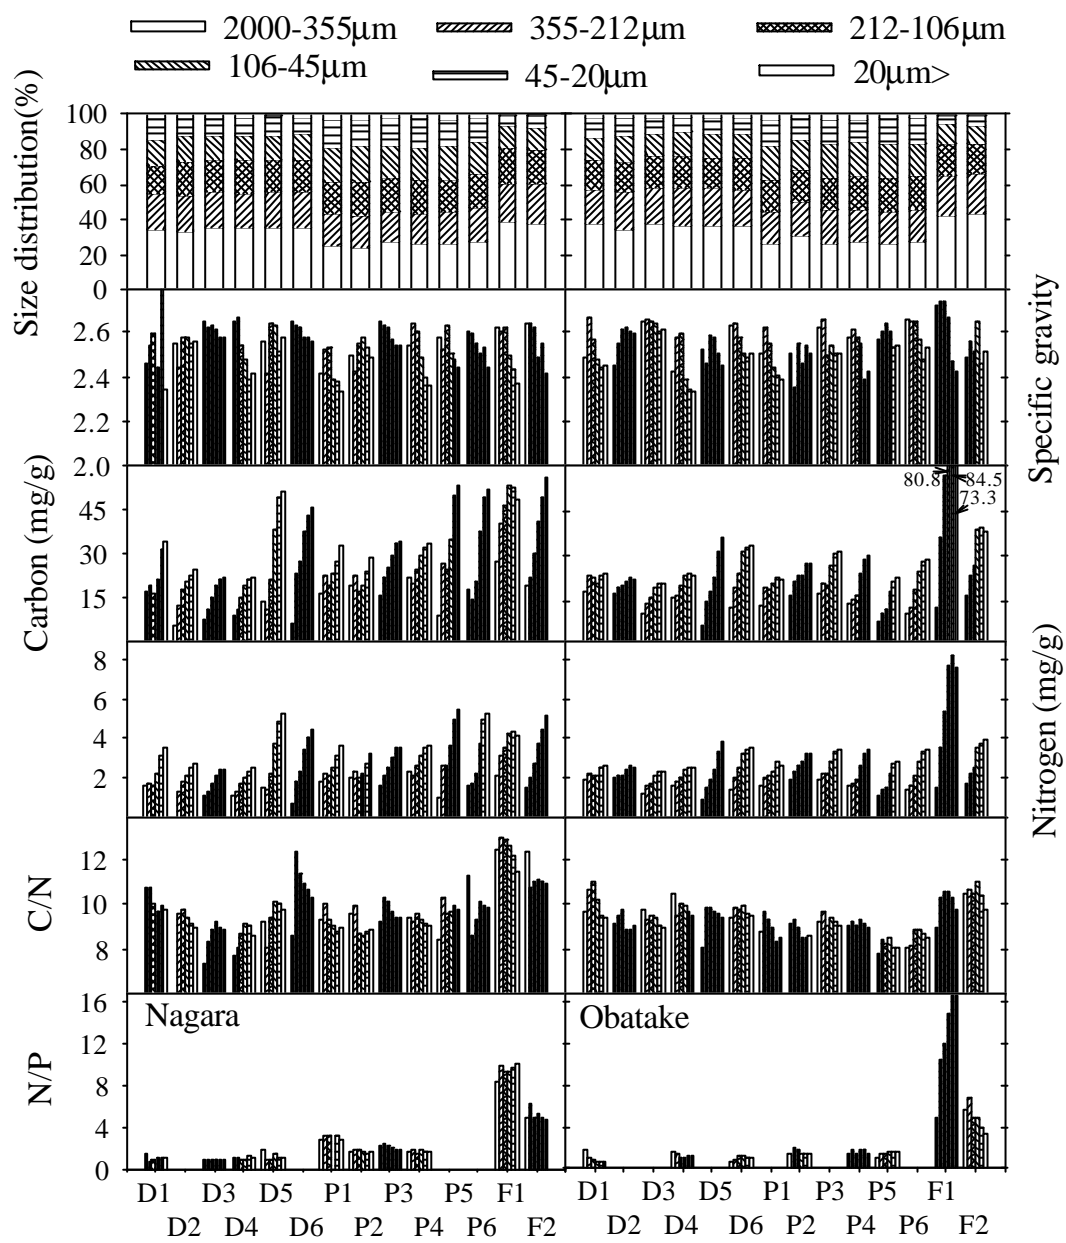 2000-355μm 355-212μm 212-106μm
106-45μm 45-20μm 20μm>
Size distribution(%)
100
80
60
40
20
0
Specific gravity
2.6
2.4
2.2
2.0
Carbon (mg/g)
45
30
15
80.8 84.5
73.3
Nitrogen (mg/g)
8
6
4
2
C/N
12
10
8
N/P
16
12
8
4
0
Nagara Obatake
D1 D3 D5 P1 P3 P5 F1 D1 D3 D5 P1 P3 P5 F1
D2 D4 D6 P2 P4 P6 F2 D2 D4 D6 P2 P4 P6 F2